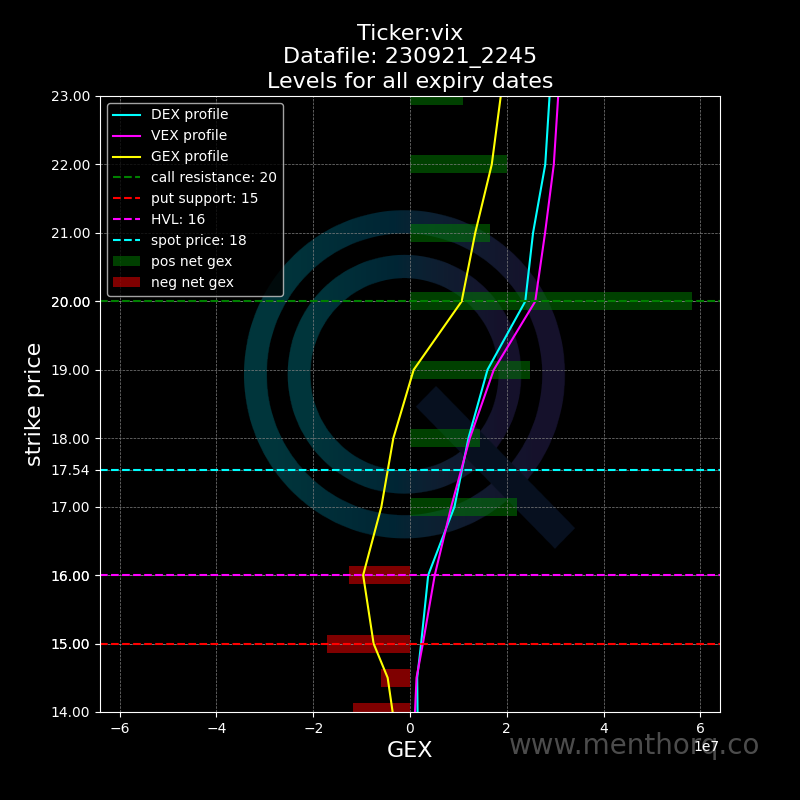 Ticker:vix
Datafile: 230921_2245
Levels for all expiry dates
DEX profile
VEX profile
GEX profile
call resistance: 20
put support: 15
HVL: 16
spot price: 18
pos net gex
neg net gex
23.00
22.00
21.00
20.00
19.00
18.00
17.54
17.00
16.00
15.00
14.00
strike price
−6 −4 −2 0 2 4 6
1e7
GEX
www.menthorq.co